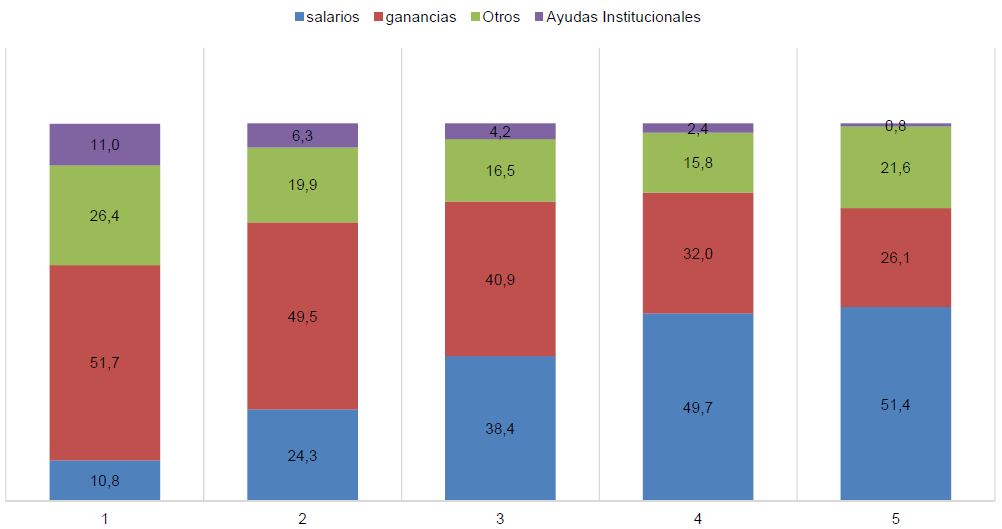 salarios ganancias Otros Ayudas Institucionales
11,0 6,3 4,2 2,4 0,8
26,4 19,9 16,5 15,8 21,6
51,7 49,5 40,9 32,0 26,1
10,8 24,3 38,4 49,7 51,4
1 2 3 4 5